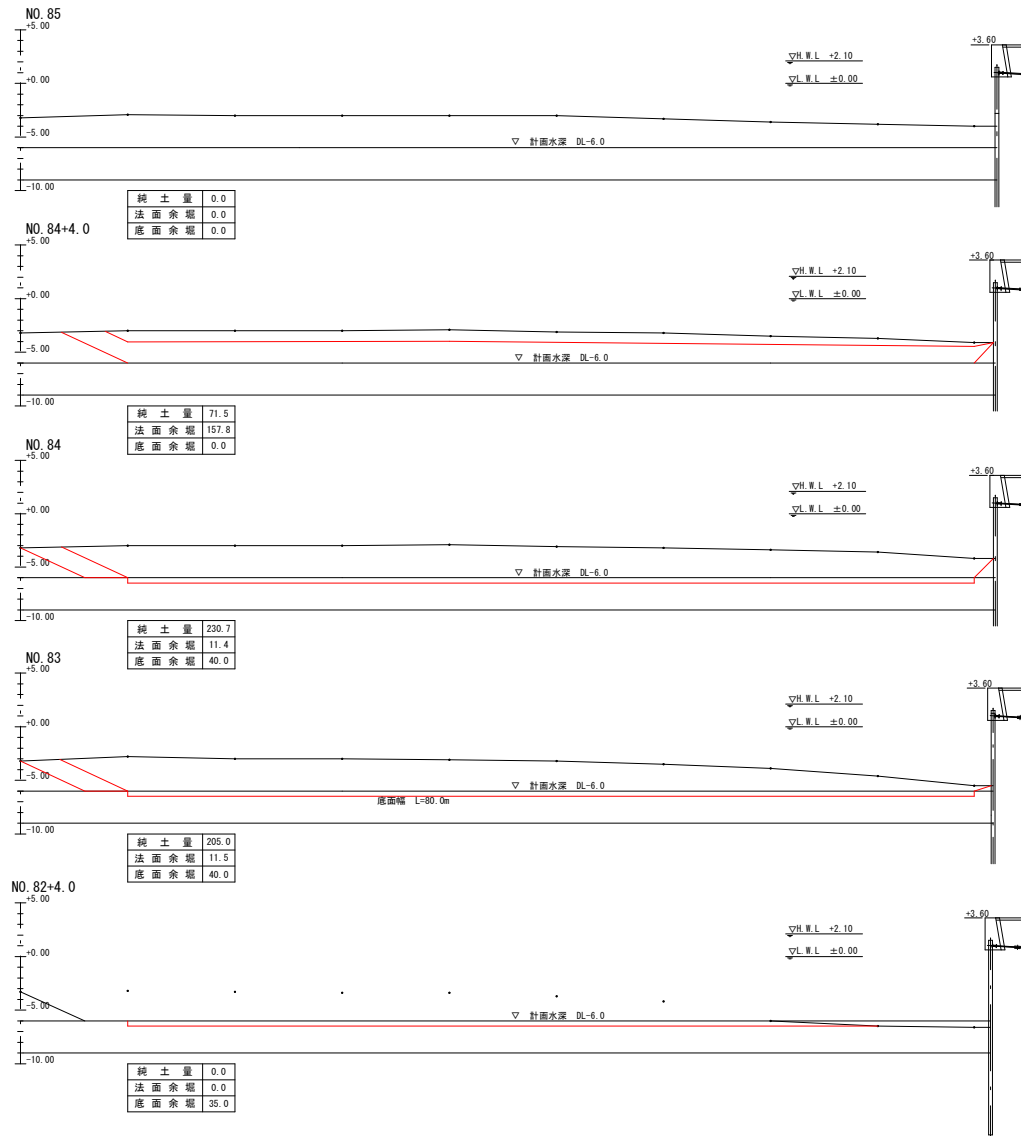 NO.85
+5.00
+3.60
▽H.W.L +2.10
+0.00
▽L.W.L ±0.00
-5.00
▽ 計画水深 DL-6.0
-10.00
純土量 0.0
法面余堀 0.0
底面余堀 0.0
NO.84+4.0
+5.00
+3.60
▽H.W.L +2.10
+0.00
▽L.W.L ±0.00
-5.00
▽ 計画水深 DL-6.0
-10.00
純土量 71.5
法面余堀 157.8
底面余堀 0.0
NO.84
+5.00
+3.60
▽H.W.L +2.10
+0.00
▽L.W.L ±0.00
-5.00
▽ 計画水深 DL-6.0
-10.00
純土量 230.7
法面余堀 11.4
底面余堀 40.0
NO.83
+5.00
+3.60
▽H.W.L +2.10
+0.00
▽L.W.L ±0.00
-5.00
▽ 計画水深 DL-6.0
底面幅 L=80.0m
-10.00
純土量 205.0
法面余堀 11.5
底面余堀 40.0
NO.82+4.0
+5.00
+3.60
▽H.W.L +2.10
+0.00
▽L.W.L ±0.00
-5.00
▽ 計画水深 DL-6.0
-10.00
純土量 0.0
法面余堀 0.0
底面余堀 35.0